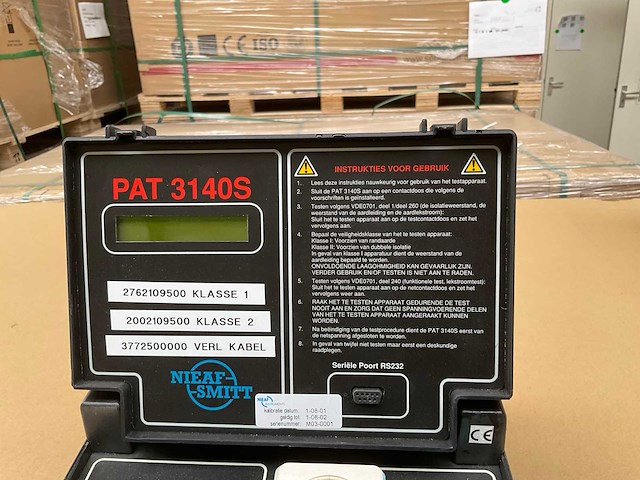 CE ISO
PAT 3140S
2762109500 KLASSE 1
2002109500 KLASSE 2
3772500000 VERL KABEL
NIEAF-
SMITT
NIEAF
kalibratie datum: 1-08-01
geldig tot: 1-08-02
serienummer: M03-0001
INSTRUKTIES VOOR GEBRUIK
1. Lees deze instrukties nauwkeurig voor gebruik van het testapparaat.
2. Sluit de PAT 3140S aan op een contactdoos die volgens de
voorschriften is geïnstalleerd.
3. Testen volgens VDE0701, deel 1/deel 260 (de isolatieweerstand, de
weerstand van de aardleiding en de aardlekstroom):
Sluit het te testen apparaat aan op de testcontactdoos en zet het
vervolgens aan.
4. Bepaal de veiligheidsklasse van het te testen apparaat:
Klasse I: Voorzien van randaarde
Klasse II: Voorzien van dubbele isolatie
In geval van klasse I apparatuur dient de weerstand van de
aardleiding bepaald te worden.
ONVOLDOENDE LAAGOHMIGHEID KAN GEVAARLIJK ZIJN.
VERDER GEBRUIK EN/OF TESTEN IS NIET AAN TE RADEN.
5. Testen volgens VDE0701, deel 240 (funktionele test, lekstroomtest):
Sluit het te testen apparaat aan op de netcontactdoos en zet het
vervolgens weer aan.
6. RAAK HET TE TESTEN APPARAAT GEDURENDE DE TEST
NOOIT AAN EN ZORG DAT GEEN SPANNINGVOERENDE DELEN
VAN HET TE TESTEN APPARAAT AANGERAAKT KUNNEN
WORDEN.
7. Na beëindiging van de testprocedure dient de PAT 3140S eerst van
de netspanning afgesloten te worden.
8. In geval van twijfel niet testen maar eerst een deskundige
raadplegen.
Seriële Poort RS232
CE